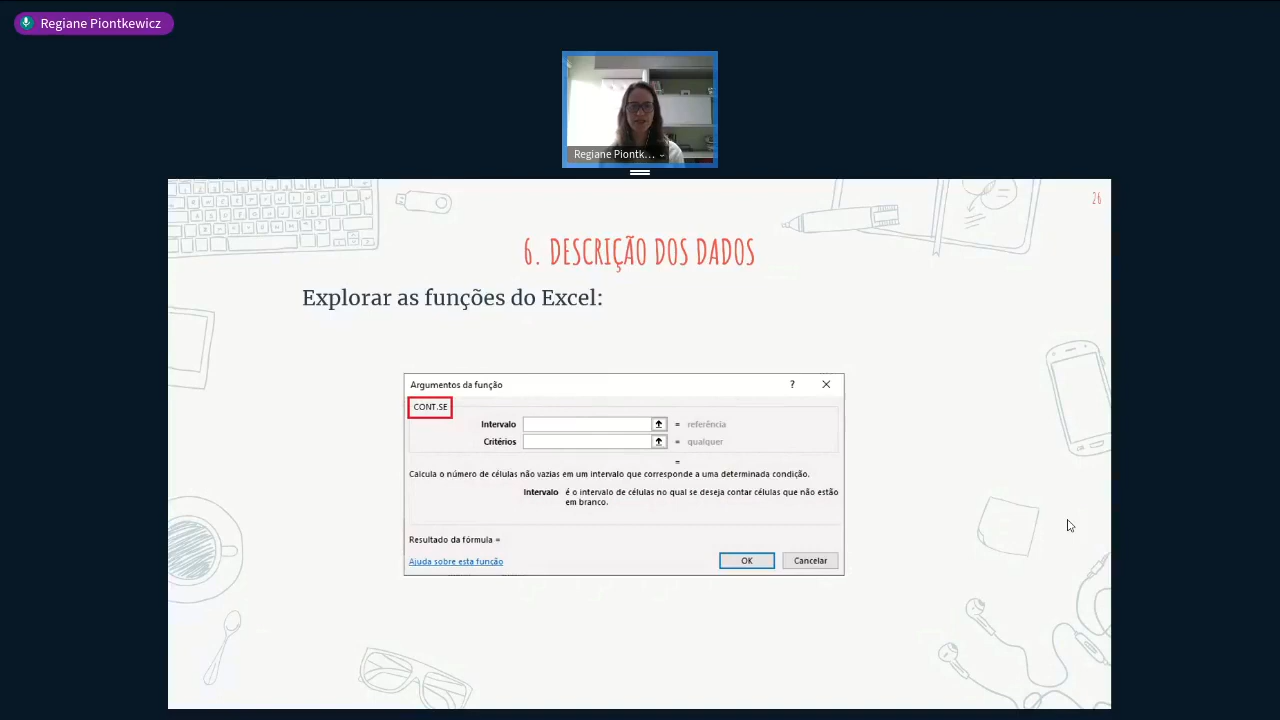 Regiane Piontkewicz
Regiane Piontk...
26
6. DESCRIÇÃO DOS DADOS
Explorar as funções do Excel:
Argumentos da função
?
CONT.SE
Intervalo = referência
Critérios = qualquer
=
Calcula o número de células não vazias em um intervalo que corresponde a uma determinada condição.
Intervalo é o intervalo de células no qual se deseja contar células que não estão
em branco.
Resultado da fórmula =
Ajuda sobre esta função
OK Cancelar